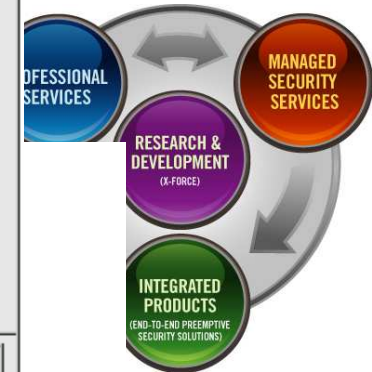 OFESSIONAL
SERVICES
MANAGED
SECURITY
SERVICES
RESEARCH &
DEVELOPMENT
(X-FORCE)
INTEGRATED
PRODUCTS
(END-TO-END PREEMPTIVE
SECURITY SOLUTIONS)